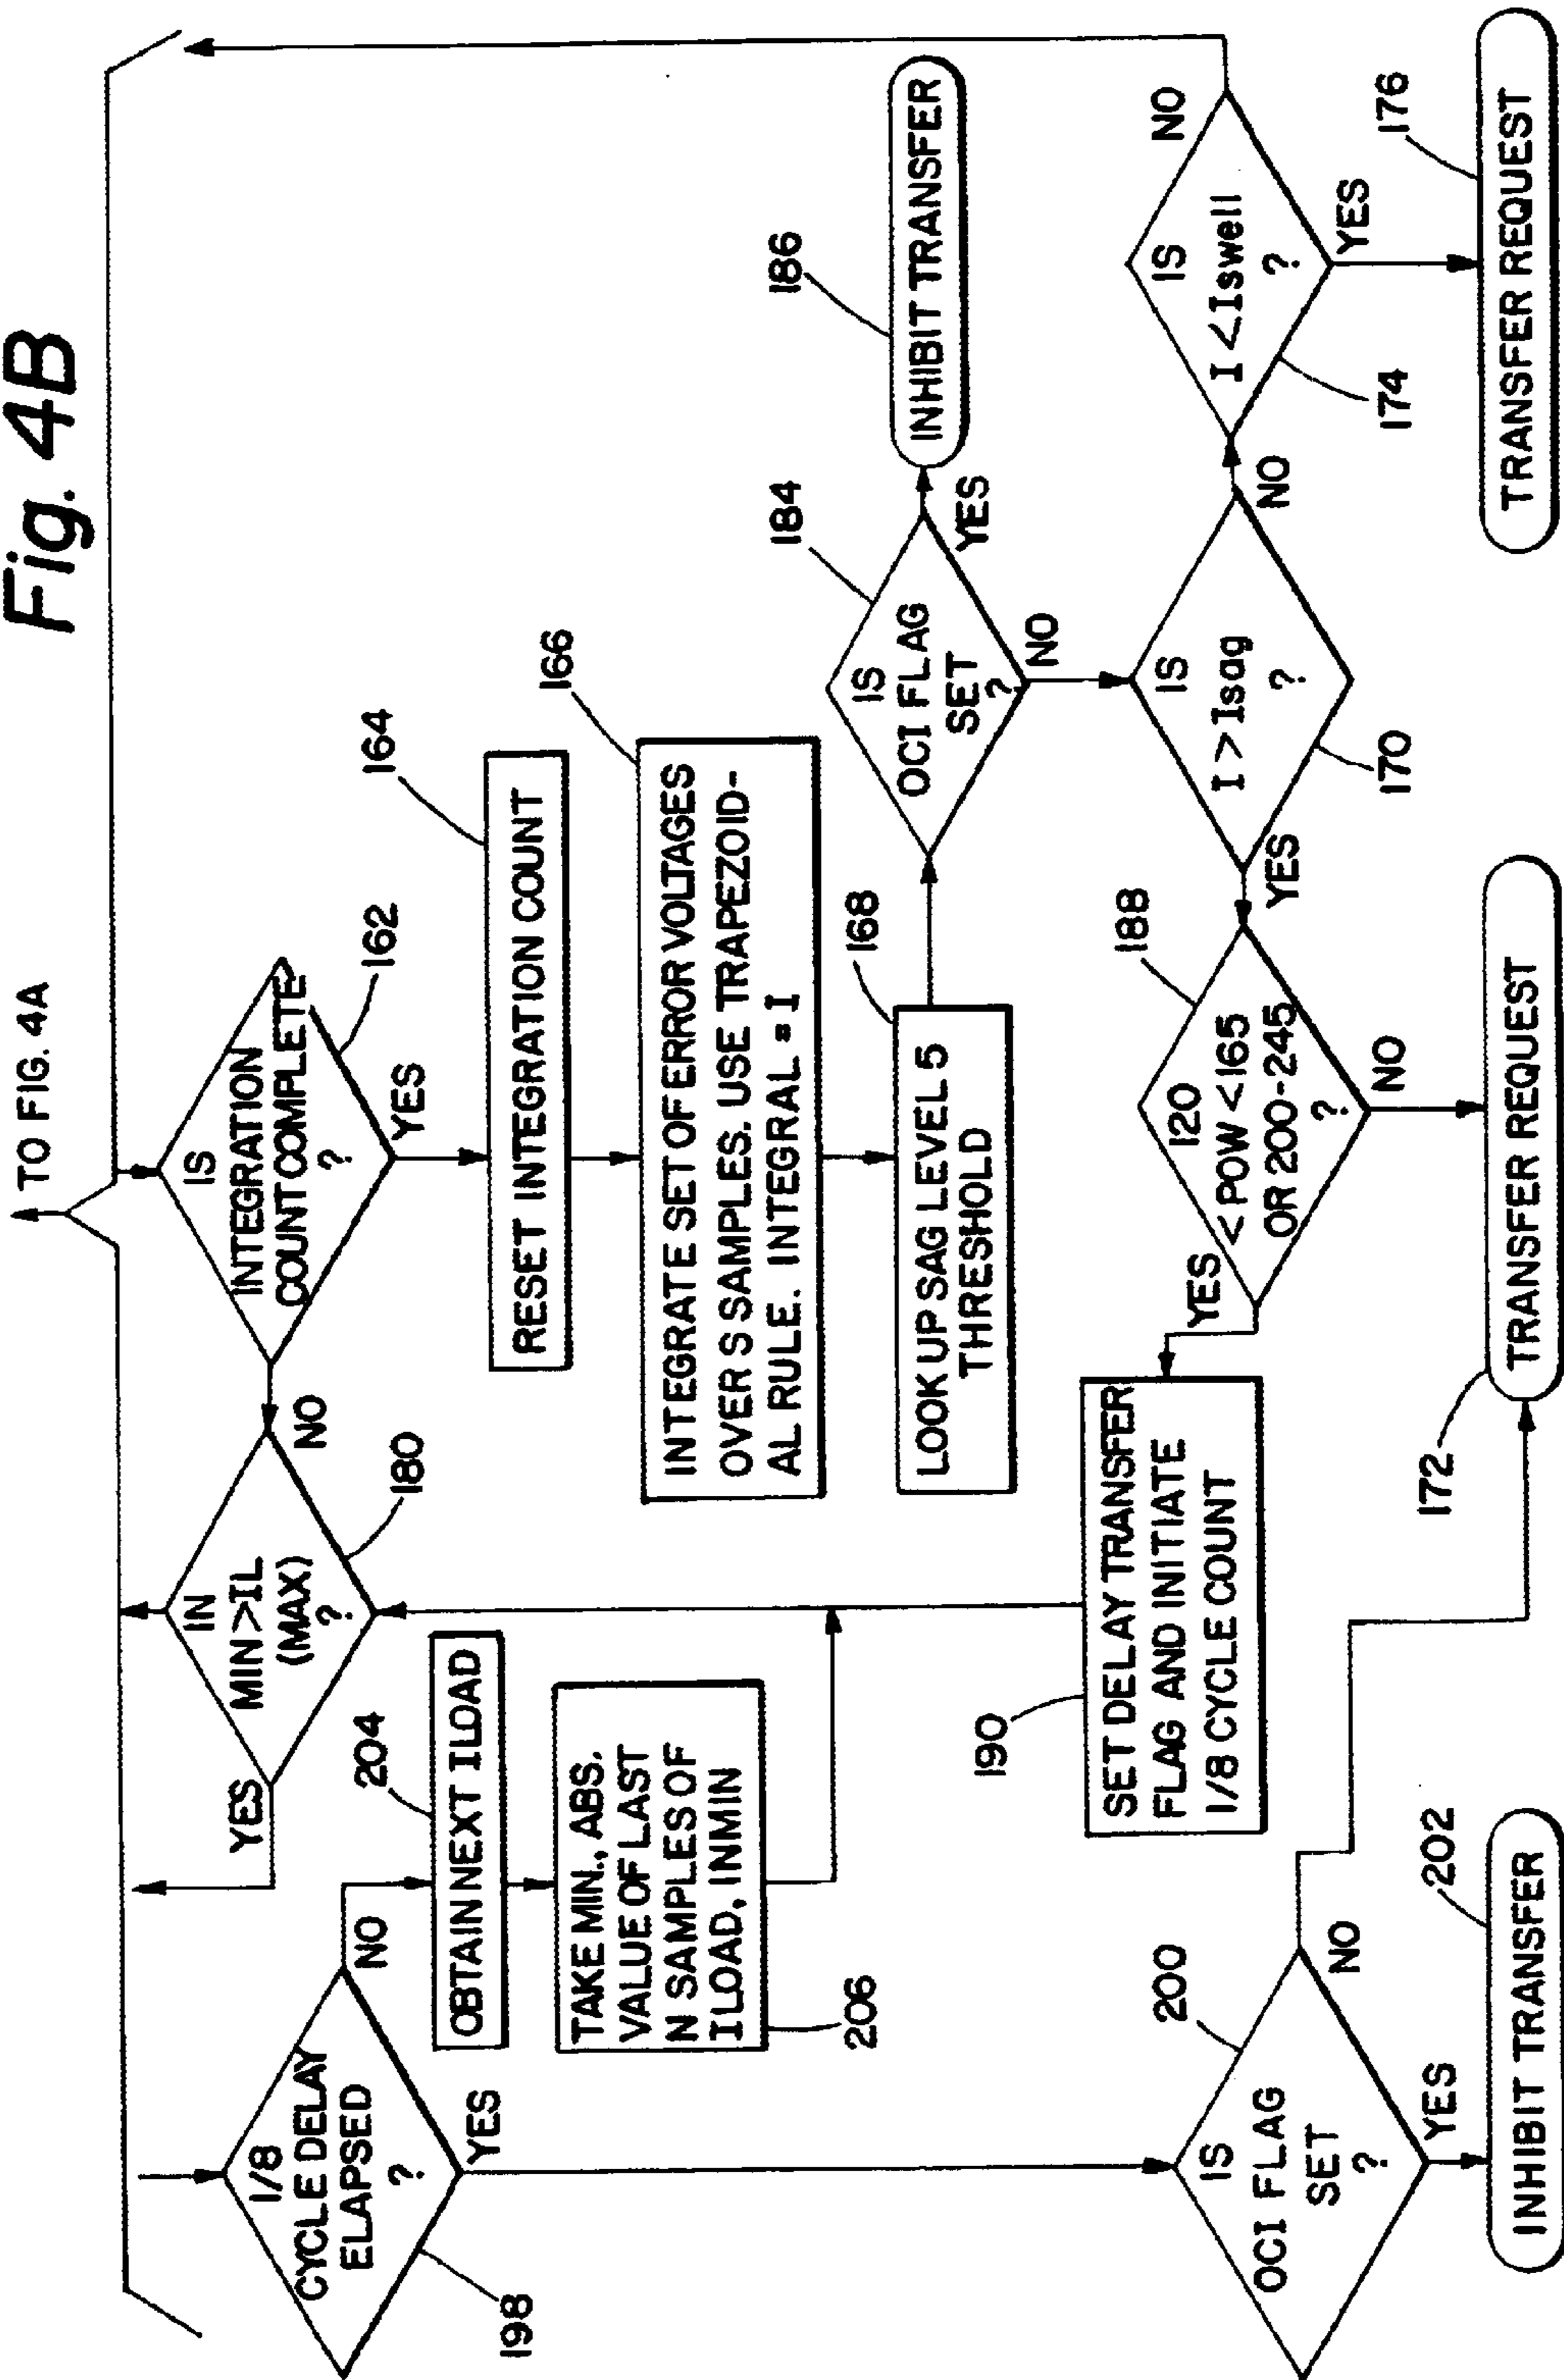 Fig. 4B
TO FIG. 4A
1/8
CYCLE DELAY
ELAPSED
?
198
NO
YES
204
OBTAIN NEXT ILOAD
TAKE MIN., ABS.
VALUE OF LAST
N SAMPLES OF
ILOAD, INMIN
206
IN
MIN>IL
(MAX)
?
180
YES
NO
IS
INTEGRATION
COUNT COMPLETE
?
162
YES
164
RESET INTEGRATION COUNT
166
INTEGRATE SET OF ERROR VOLTAGES
OVER S SAMPLES. USE TRAPEZOID-
AL RULE. INTEGRAL = I
168
LOOK UP SAG LEVEL 5
THRESHOLD
184
IS
OCI FLAG
SET
?
YES
NO
186
INHIBIT TRANSFER
IS
I > Isag
?
170
YES
NO
IS
I < Iswell
?
174
NO
YES
176
TRANSFER REQUEST
188
120
< POW <165
OR 200-245
?
YES
NO
190
SET DELAY TRANSFER
FLAG AND INITIATE
1/8 CYCLE COUNT
172
TRANSFER REQUEST
200
IS
OCI FLAG
SET
?
NO
YES
202
INHIBIT TRANSFER